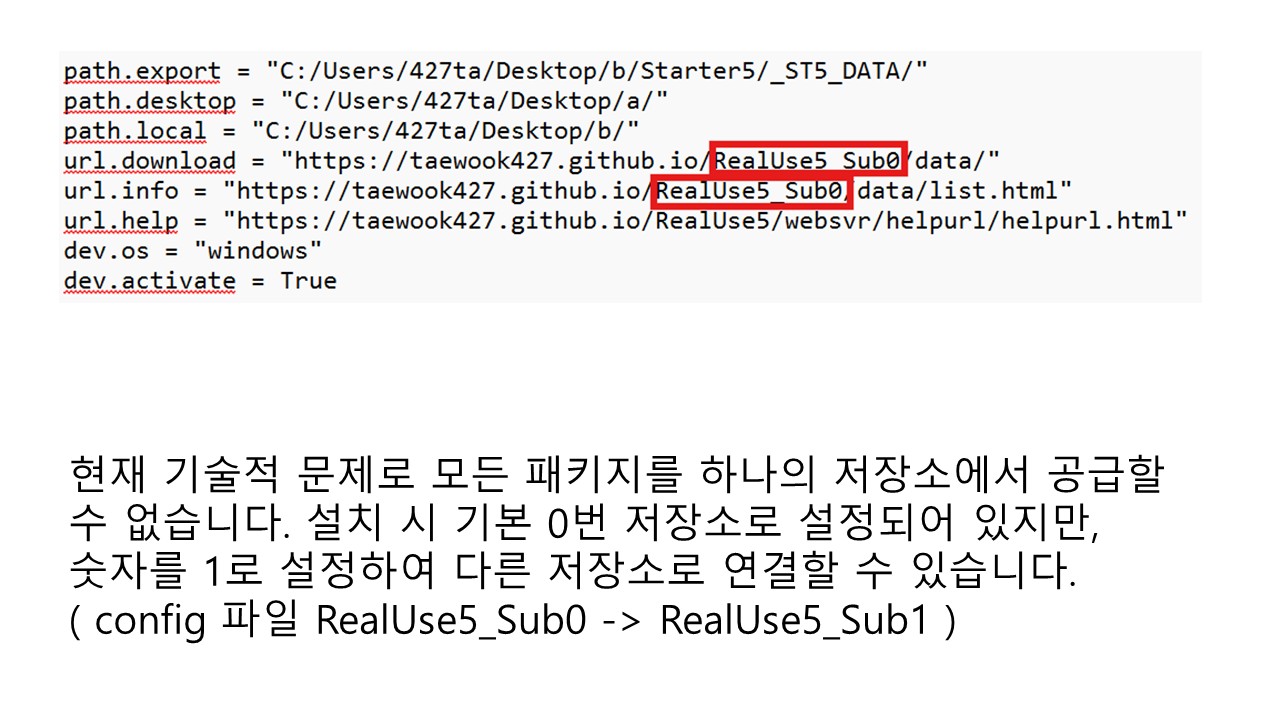 path.export = "C:/Users/427ta/Desktop/b/Starter5/_ST5_DATA/"
path.desktop = "C:/Users/427ta/Desktop/a/"
path.local = "C:/Users/427ta/Desktop/b/"
url.download = "https://taewook427.github.io/RealUse5_Sub0/data/"
url.info = "https://taewook427.github.io/RealUse5_Sub0/data/list.html"
url.help = "https://taewook427.github.io/RealUse5/websvr/helpurl/helpurl.html"
dev.os = "windows"
dev.activate = True
현재 기술적 문제로 모든 패키지를 하나의 저장소에서 공급할
수 없습니다. 설치 시 기본 0번 저장소로 설정되어 있지만,
숫자를 1로 설정하여 다른 저장소로 연결할 수 있습니다.
( config 파일 RealUse5_Sub0 -> RealUse5_Sub1 )